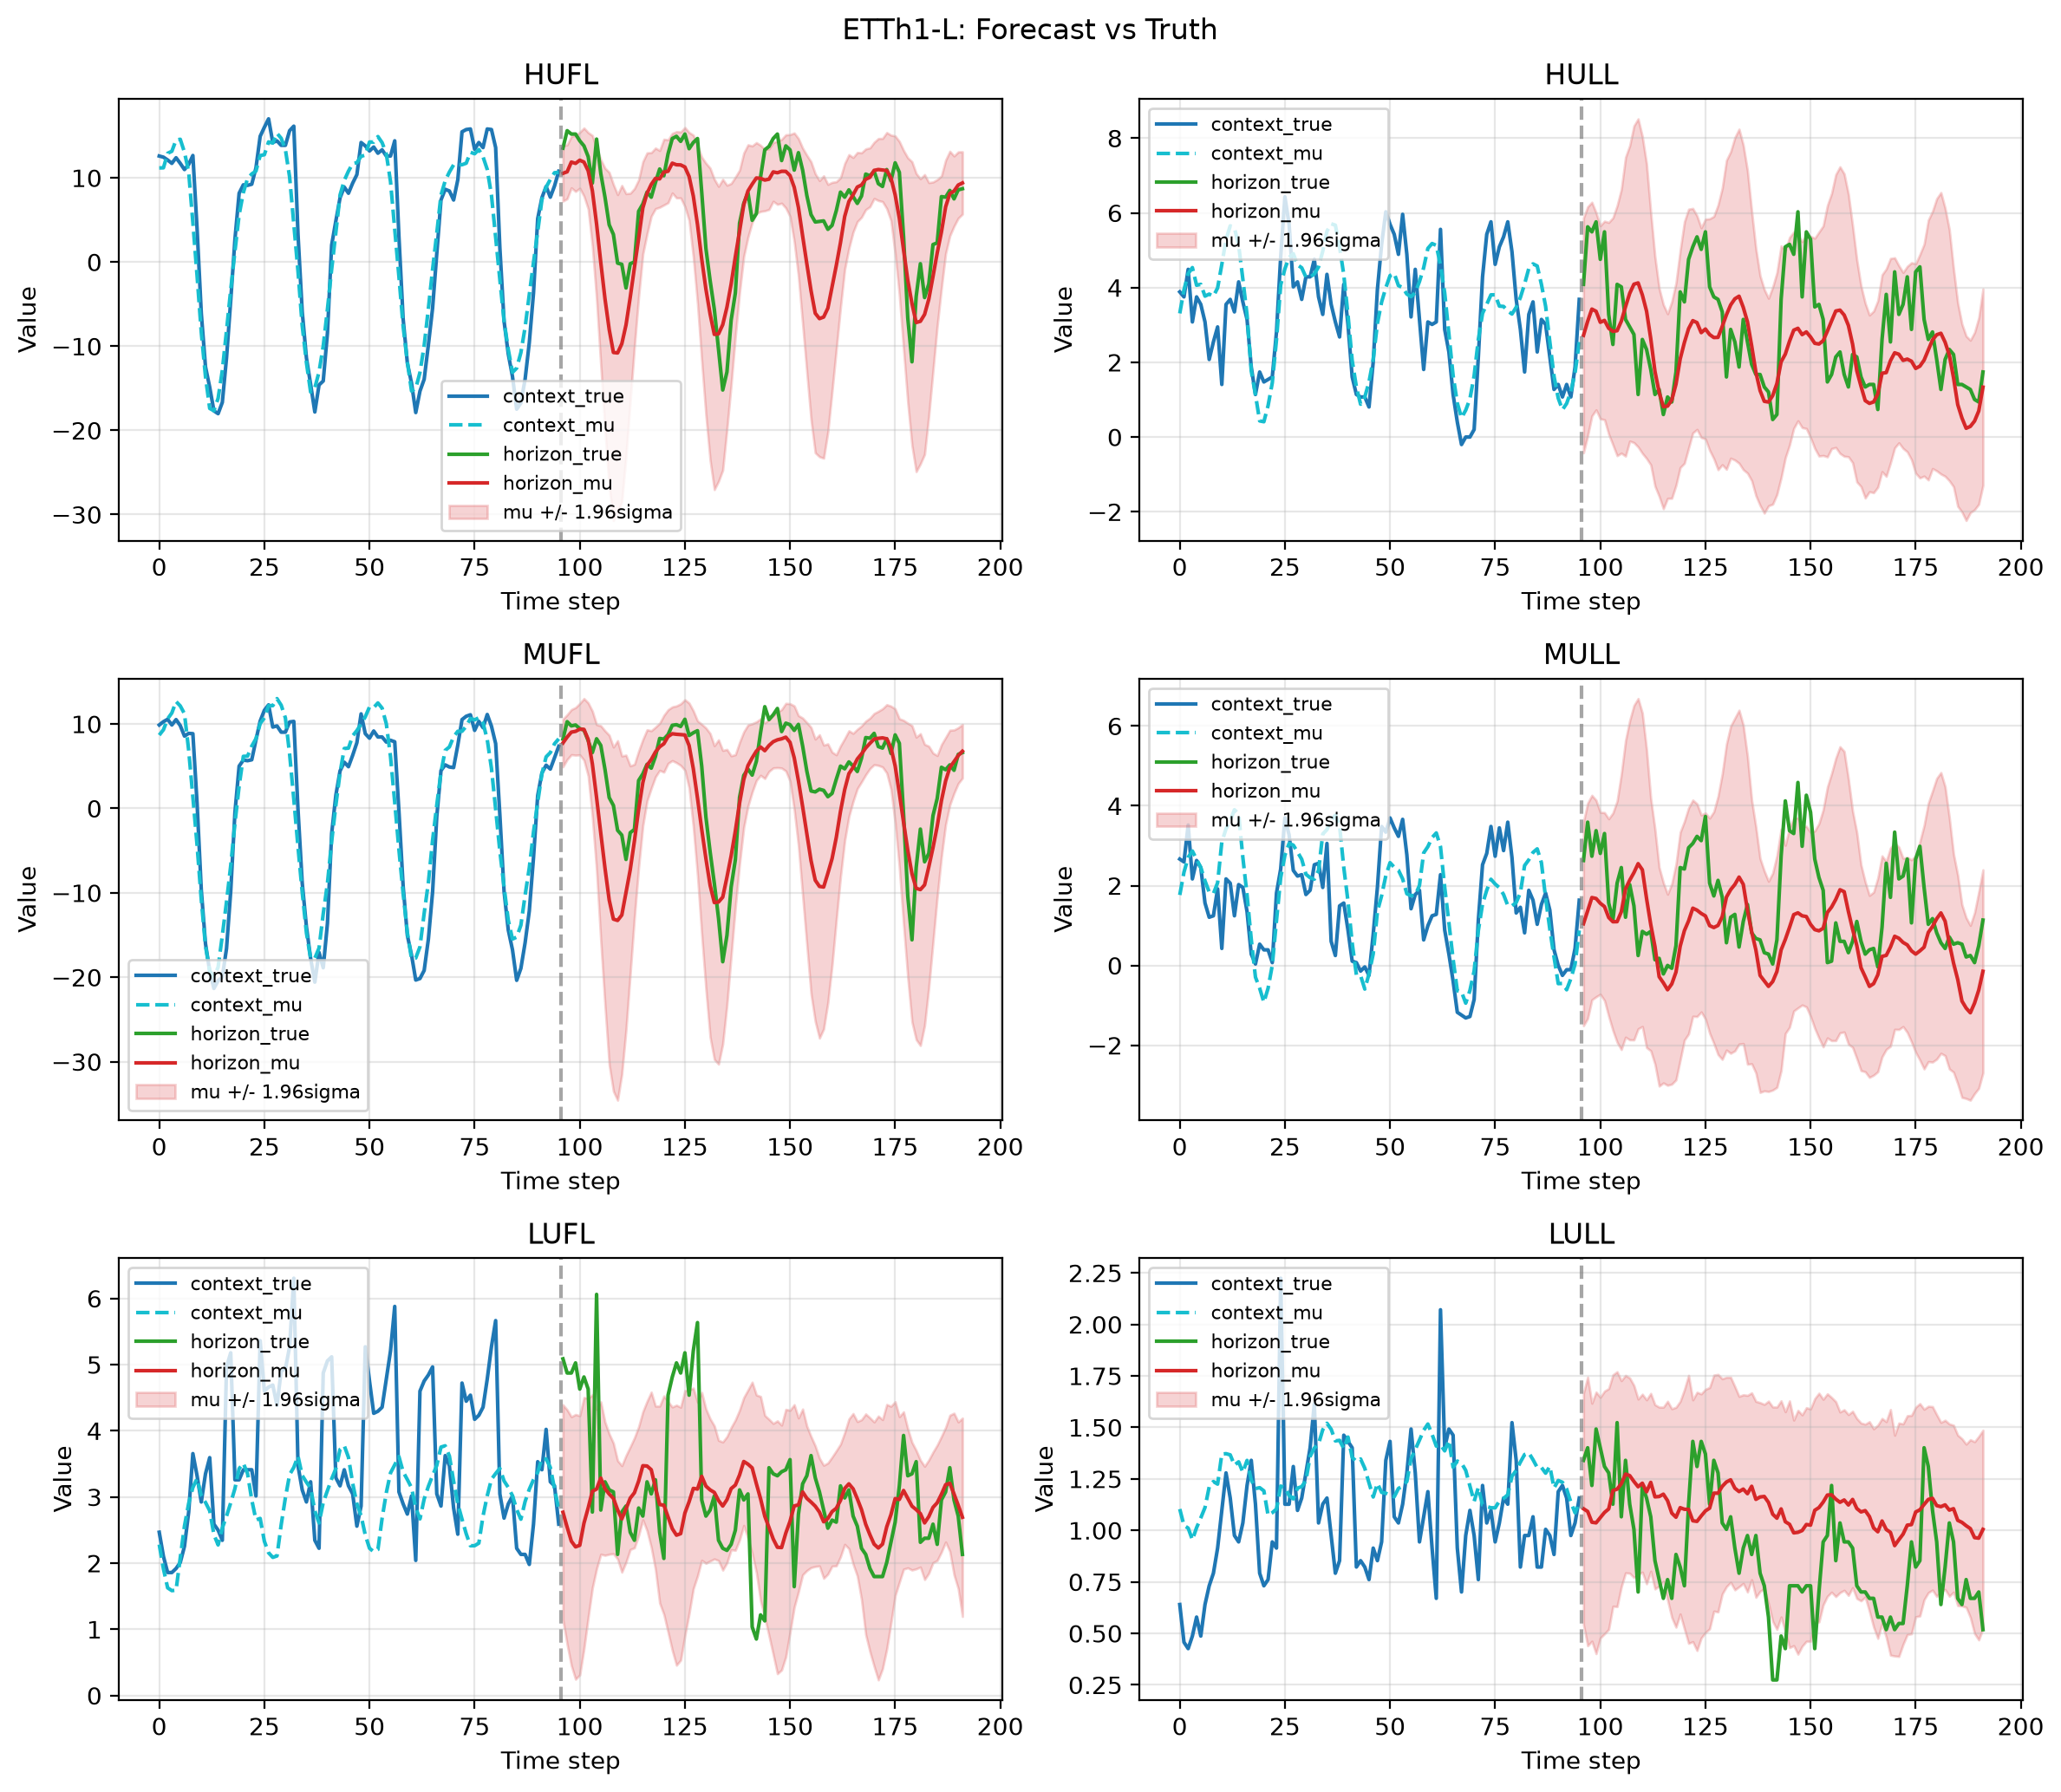 ETTh1-L: Forecast vs Truth
HUFL
Value
10
0
−10
−20
−30
context_true
context_mu
horizon_true
horizon_mu
mu +/- 1.96sigma
0 25 50 75 100 125 150 175 200
Time step
HULL
Value
8
6
4
2
0
−2
context_true
context_mu
horizon_true
horizon_mu
mu +/- 1.96sigma
0 25 50 75 100 125 150 175 200
Time step
MUFL
Value
10
0
−10
−20
−30
context_true
context_mu
horizon_true
horizon_mu
mu +/- 1.96sigma
0 25 50 75 100 125 150 175 200
Time step
MULL
Value
6
4
2
0
−2
context_true
context_mu
horizon_true
horizon_mu
mu +/- 1.96sigma
0 25 50 75 100 125 150 175 200
Time step
LUFL
Value
6
5
4
3
2
1
0
context_true
context_mu
horizon_true
horizon_mu
mu +/- 1.96sigma
0 25 50 75 100 125 150 175 200
Time step
LULL
Value
2.25
2.00
1.75
1.50
1.25
1.00
0.75
0.50
0.25
context_true
context_mu
horizon_true
horizon_mu
mu +/- 1.96sigma
0 25 50 75 100 125 150 175 200
Time step